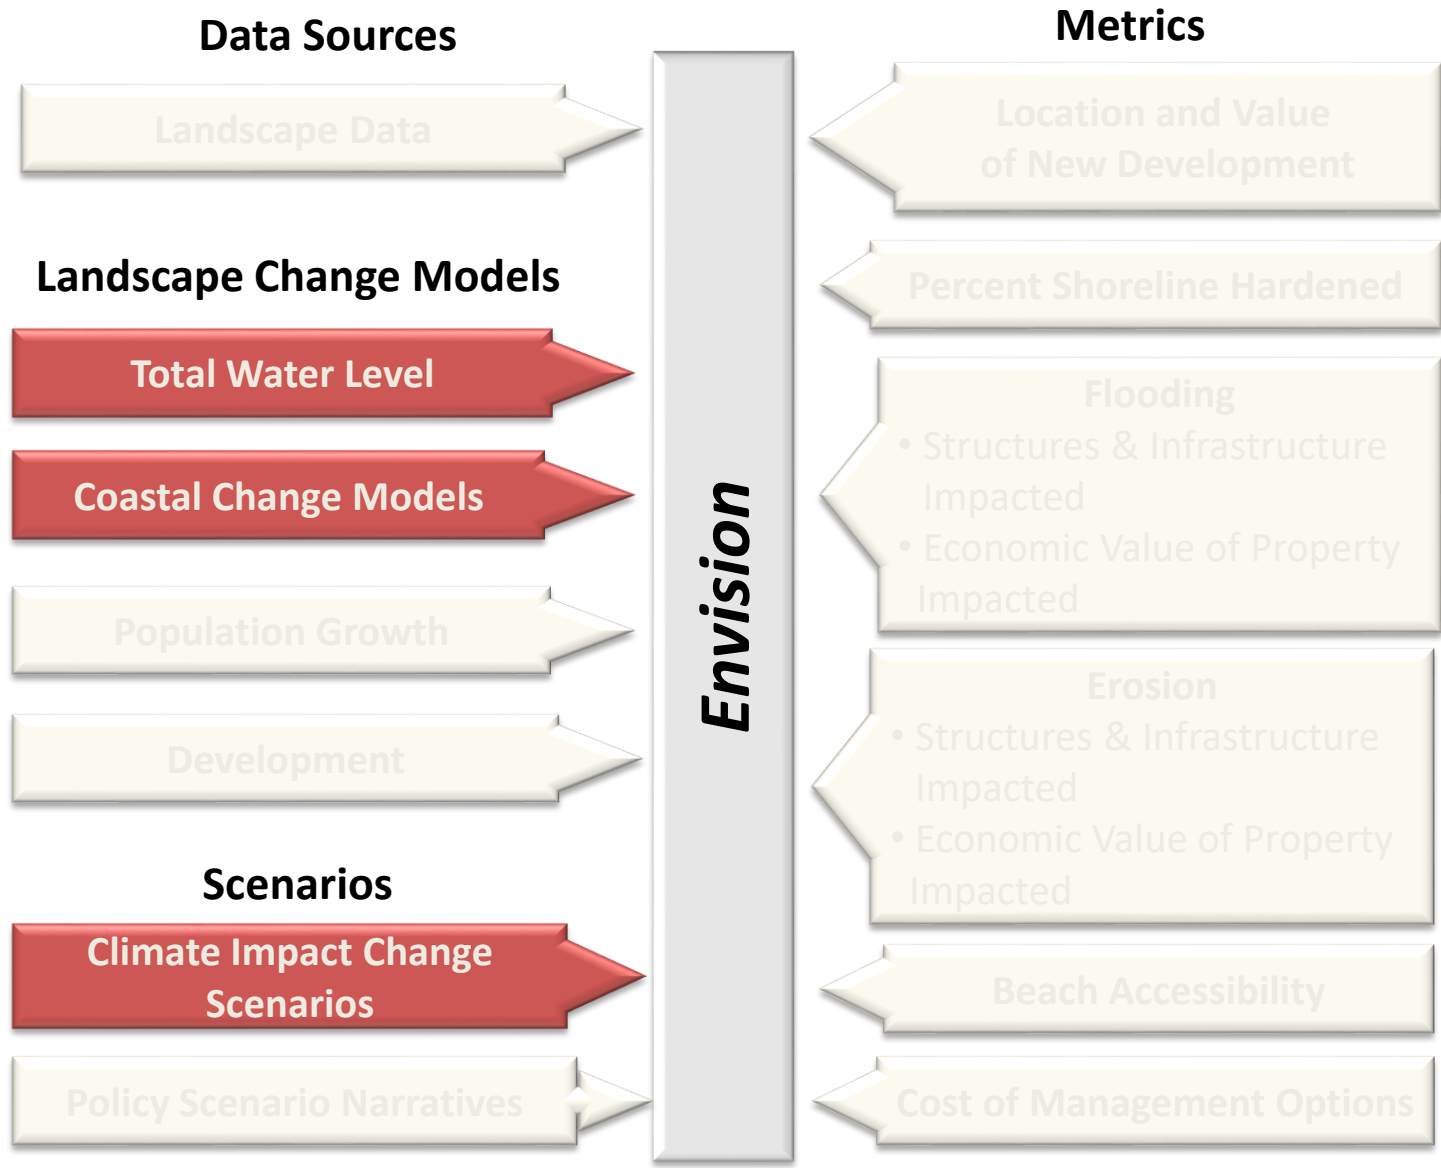 Data Sources
Landscape Data
Landscape Change Models
Total Water Level
Coastal Change Models
Population Growth
Development
Scenarios
Climate Impact Change
Scenarios
Policy Scenario Narratives
Envision
Metrics
Location and Value
of New Development
Percent Shoreline Hardened
Flooding
• Structures & Infrastructure
Impacted
• Economic Value of Property
Impacted
Erosion
• Structures & Infrastructure
Impacted
• Economic Value of Property
Impacted
Beach Accessibility
Cost of Management Options